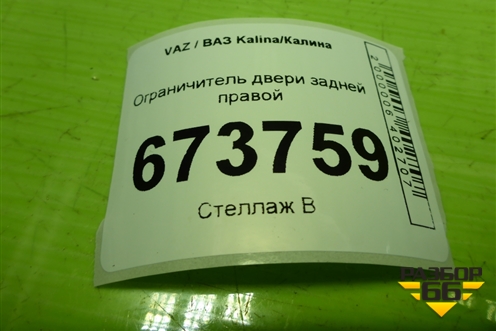 VAZ / ВАЗ Kalina/Калина
Ограничитель двери задней
правой
673759
Стеллаж В
РАЗБОР
66